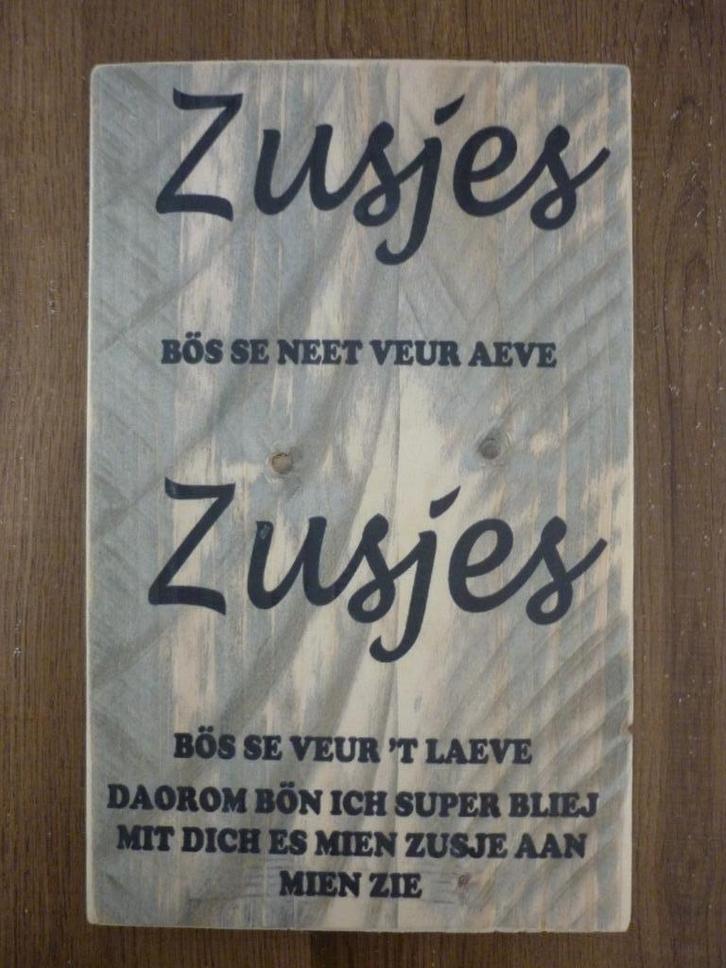 Zusjes
BÖS SE NEET VEUR AEVE
Zusjes
BÖS SE VEUR 'T LAEVE
DAOROM BÖN ICH SUPER BLIEJ
MIT DICH ES MIEN ZUSJE AAN
MIEN ZIE